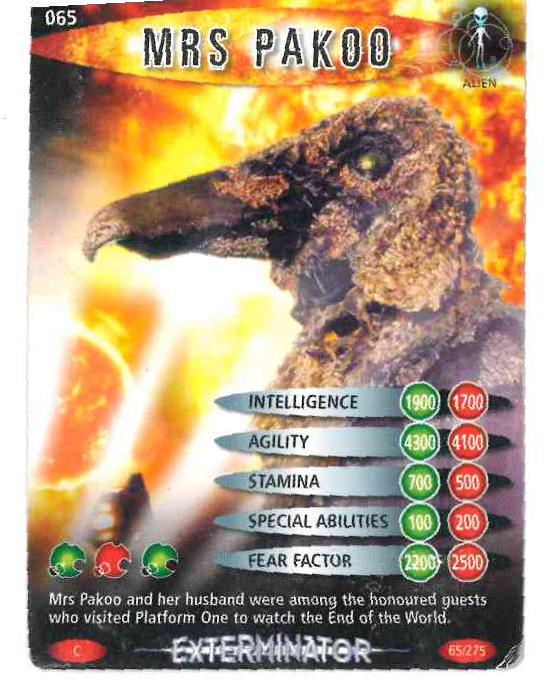 065
MRS PAKOO
ALIEN
INTELLIGENCE 1900 1700
AGILITY 4300 4100
STAMINA 700 500
SPECIAL ABILITIES 100 200
FEAR FACTOR 2200 2500
Mrs Pakoo and her husband were among the honoured guests
who visited Platform One to watch the End of the World.
C EXTERMINATOR 65/275